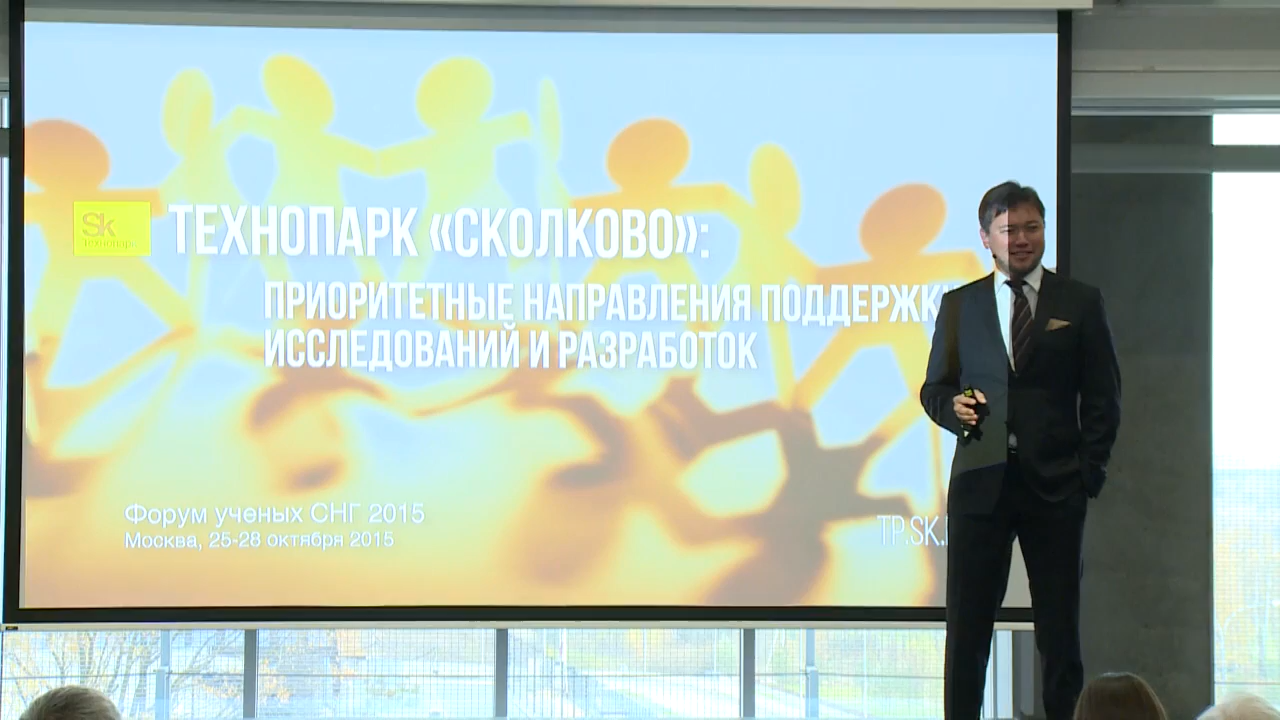 Sk
Технопарк
ТЕХНОПАРК «СКОЛКОВО»:
ПРИОРИТЕТНЫЕ НАПРАВЛЕНИЯ ПОДДЕРЖК
ИССЛЕДОВАНИЙ И РАЗРАБОТОК
Форум ученых СНГ 2015
Москва, 25-28 октября 2015
TP.SK.